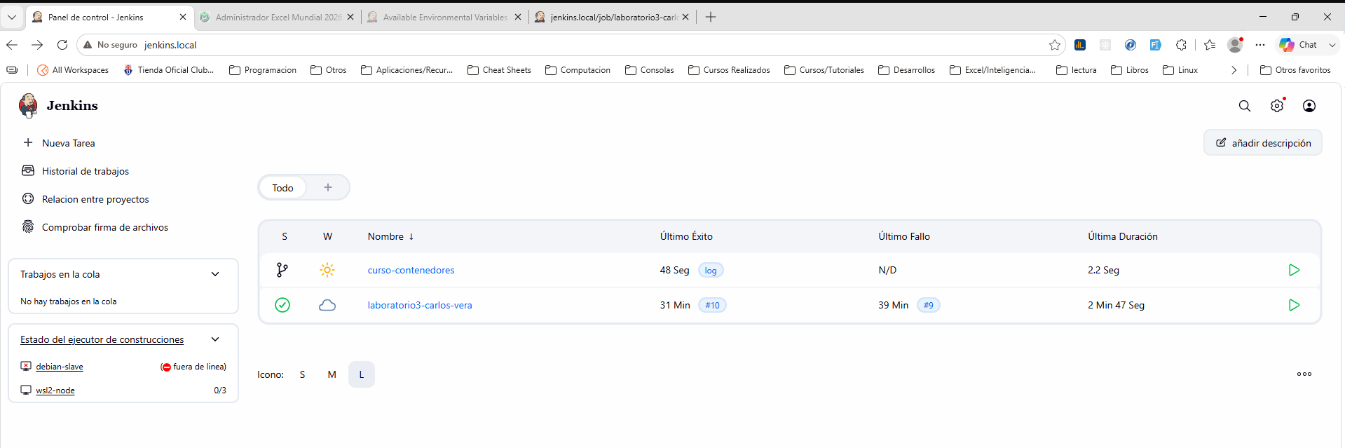 Panel de control - Jenkins
Administrador Excel Mundial 2026
Available Environmental Variables
jenkins.local/job/laboratorio3-carl
No seguro jenkins.local
Chat
All Workspaces
Tienda Oficial Club...
Programacion
Otros
Aplicaciones/Recur...
Cheat Sheets
Computacion
Consolas
Cursos Realizados
Cursos/Tutoriales
Desarrollos
Excel/Inteligencia...
lectura
Libros
Linux
Otros favoritos
Jenkins
Nueva Tarea
añadir descripción
Historial de trabajos
Todo +
Relacion entre proyectos
Comprobar firma de archivos
S W Nombre ↓ Último Éxito Último Fallo Última Duración
curso-contenedores 48 Seg log N/D 2.2 Seg
laboratorio3-carlos-vera 31 Min #10 39 Min #9 2 Min 47 Seg
Trabajos en la cola
No hay trabajos en la cola
Estado del ejecutor de construcciones
debian-slave (fuera de linea)
wsl2-node 0/3
Icono: S M L